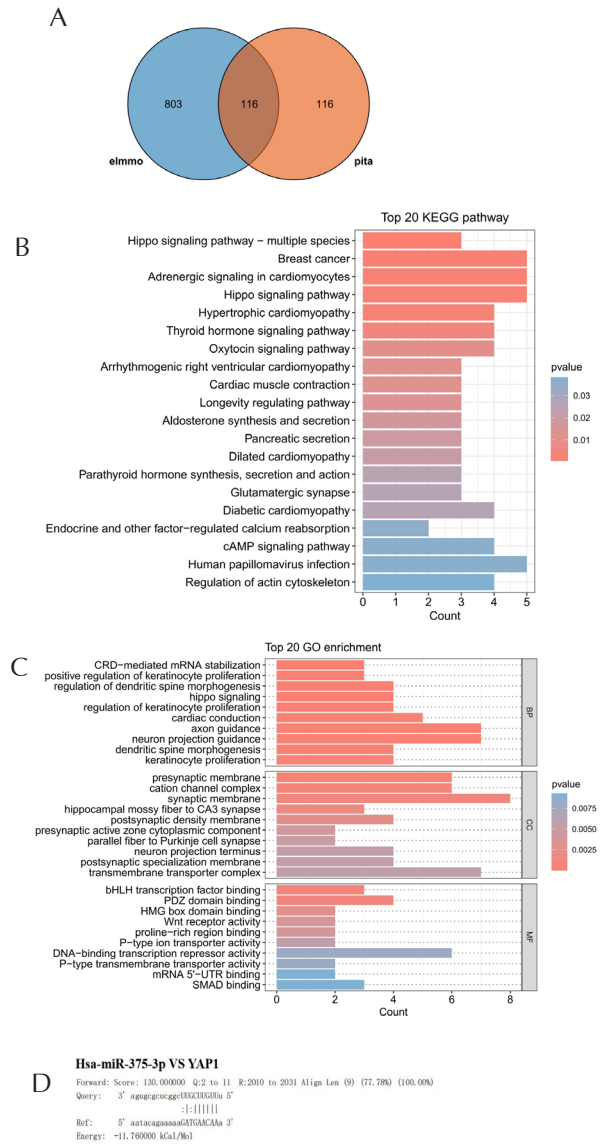 A
803
116
116
elmmo
pita
B
Top 20 KEGG pathway
Hippo signaling pathway − multiple species
Breast cancer
Adrenergic signaling in cardiomyocytes
Hippo signaling pathway
Hypertrophic cardiomyopathy
Thyroid hormone signaling pathway
Oxytocin signaling pathway
Arrhythmogenic right ventricular cardiomyopathy
Cardiac muscle contraction
Longevity regulating pathway
Aldosterone synthesis and secretion
Pancreatic secretion
Dilated cardiomyopathy
Parathyroid hormone synthesis, secretion and action
Glutamatergic synapse
Diabetic cardiomyopathy
Endocrine and other factor−regulated calcium reabsorption
cAMP signaling pathway
Human papillomavirus infection
Regulation of actin cytoskeleton
0 1 2 3 4 5
Count
pvalue
0.03
0.01
C
Top 20 GO enrichment
CRD−mediated mRNA stabilization
positive regulation of keratinocyte proliferation
regulation of dendritic spine morphogenesis
hippo signaling
regulation of keratinocyte proliferation
cardiac conduction
axon guidance
neuron projection guidance
dendritic spine morphogenesis
keratinocyte proliferation
BP
presynaptic membrane
cation channel complex
synaptic membrane
hippocampal mossy fiber to CA3 synapse
postsynaptic density membrane
presynaptic active zone cytoplasmic component
parallel fiber to Purkinje cell synapse
neuron projection terminus
postsynaptic specialization membrane
transmembrane transporter complex
CC
bHLH transcription factor binding
PDZ domain binding
HMG box domain binding
Wnt receptor activity
proline−rich region binding
P−type ion transporter activity
DNA−binding transcription repressor activity
P−type transmembrane transporter activity
mRNA 5'−UTR binding
SMAD binding
MF
0 2 4 6 8
Count
pvalue
0.0075
0.0050
0.0025
D
Hsa-miR-375-3p VS YAP1
Forward: Score: 130.000000 Q:2 to 11 R:2010 to 2031 Align Len (9) (77.78%) (100.00%)
Query: 3' agugcgcucggcUUGCUUGUUu 5'
:|:||||||
Ref: 5' aatacagaaaaaGATGAACAAa 3'
Energy: -11.760000 kCal/Mol